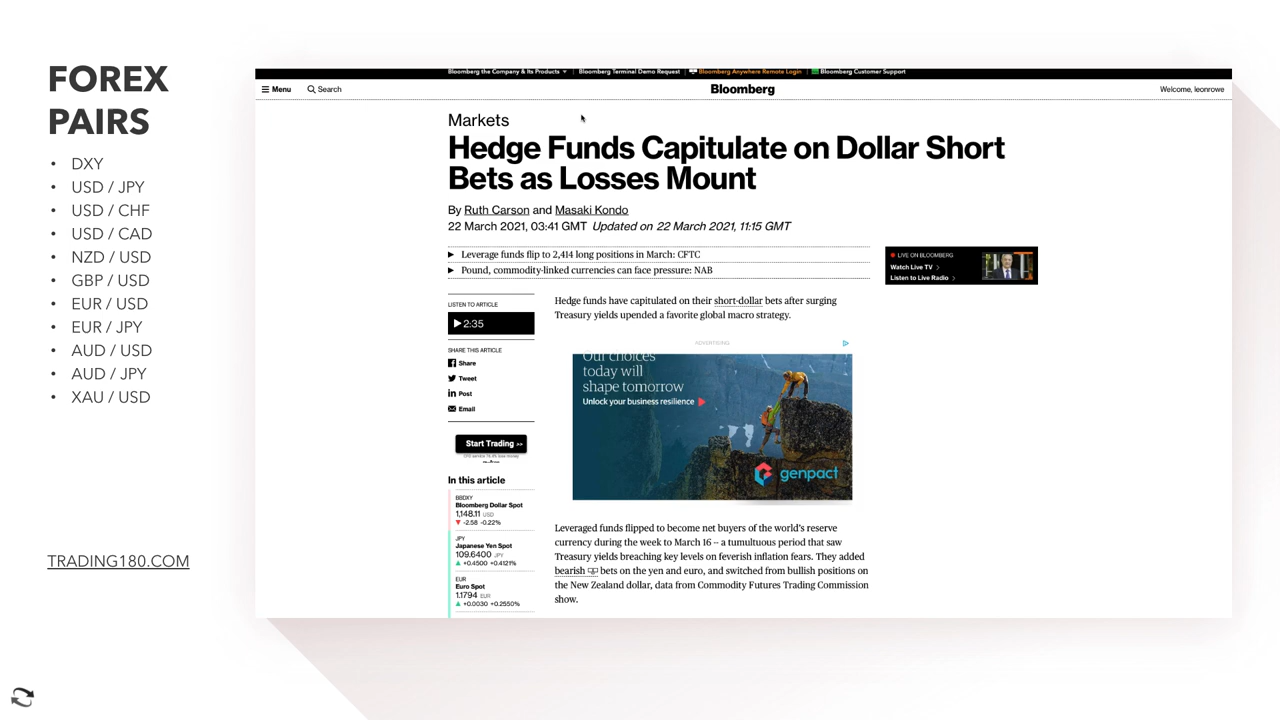 FOREX
PAIRS
• DXY
• USD / JPY
• USD / CHF
• USD / CAD
• NZD / USD
• GBP / USD
• EUR / USD
• EUR / JPY
• AUD / USD
• AUD / JPY
• XAU / USD
TRADING180.COM
Bloomberg the Company & Its Products | Bloomberg Terminal Demo Request | Bloomberg Anywhere Remote Login | Bloomberg Customer Support
Menu Search Bloomberg Welcome, leonrowe
Markets
Hedge Funds Capitulate on Dollar Short
Bets as Losses Mount
By Ruth Carson and Masaki Kondo
22 March 2021, 03:41 GMT Updated on 22 March 2021, 11:15 GMT
Leverage funds flip to 2,414 long positions in March: CFTC
Pound, commodity-linked currencies can face pressure: NAB
LIVE ON BLOOMBERG
Watch Live TV
Listen to Live Radio
LISTEN TO ARTICLE
2:35
SHARE THIS ARTICLE
Share
Tweet
Post
Email
Start Trading >>
In this article
BBDXY
Bloomberg Dollar Spot
1,148.11 USD
▼ -2.58 -0.22%
JPY
Japanese Yen Spot
109.6400 JPY
▲ +0.4500 +0.4121%
EUR
Euro Spot
1.1794 EUR
▲ +0.0030 +0.2550%
Hedge funds have capitulated on their short-dollar bets after surging
Treasury yields upended a favorite global macro strategy.
ADVERTISING
Our choices
today will
shape tomorrow
Unlock your business resilience
genpact
Leveraged funds flipped to become net buyers of the world's reserve
currency during the week to March 16 -- a tumultuous period that saw
Treasury yields breaching key levels on feverish inflation fears. They added
bearish bets on the yen and euro, and switched from bullish positions on
the New Zealand dollar, data from Commodity Futures Trading Commission
show.